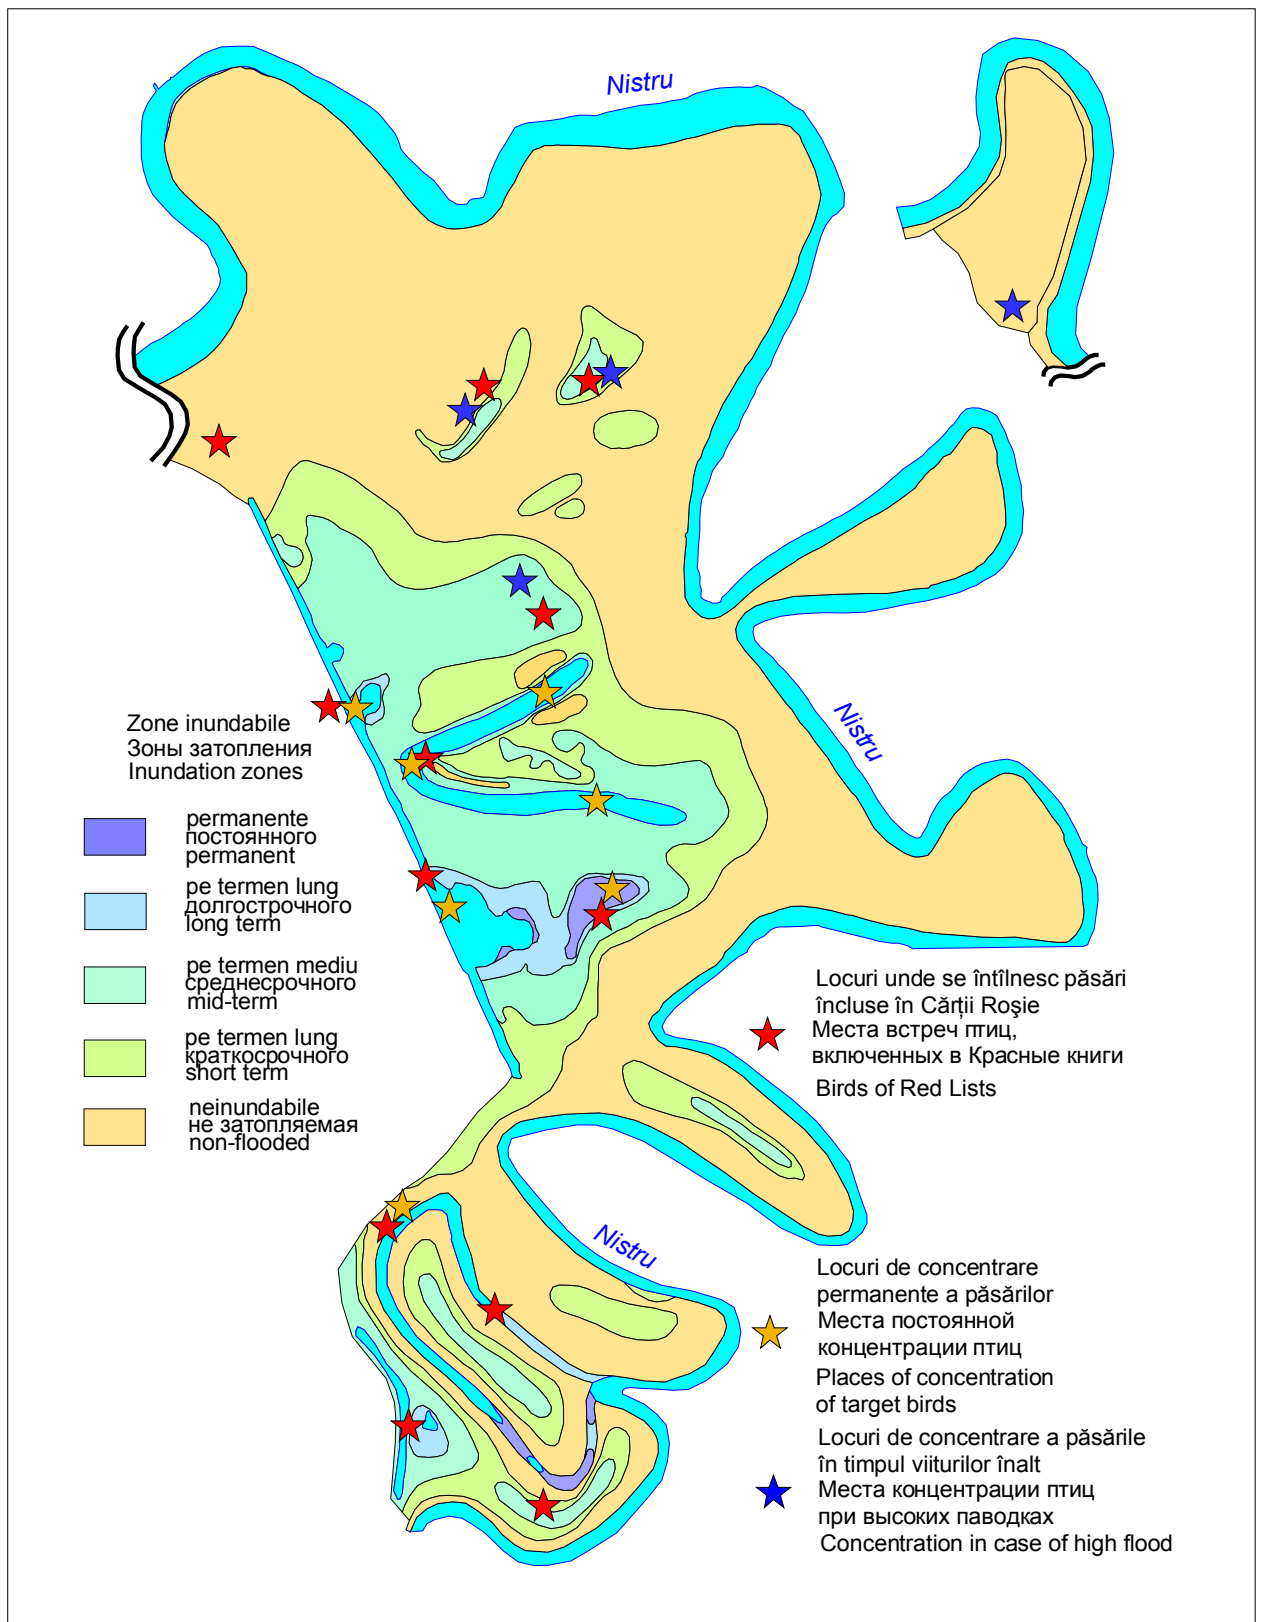 Nistru
Nistru
Zone inundabile
Зоны затопления
Inundation zones
permanente
постоянного
permanent
pe termen lung
долгострочного
long term
pe termen mediu
среднесрочного
mid-term
pe termen lung
краткосрочного
short term
neinundabile
не затопляемая
non-flooded
Locuri unde se întîlnesc păsări
încluse în Cărţii Roşie
Места встреч птиц,
включенных в Красные книги
Birds of Red Lists
Nistru
Locuri de concentrare
permanente a păsărilor
Места постоянной
концентрации птиц
Places of concentration
of target birds
Locuri de concentrare a păsările
în timpul viiturilor înalt
Места концентрации птиц
при высоких паводках
Concentration in case of high flood